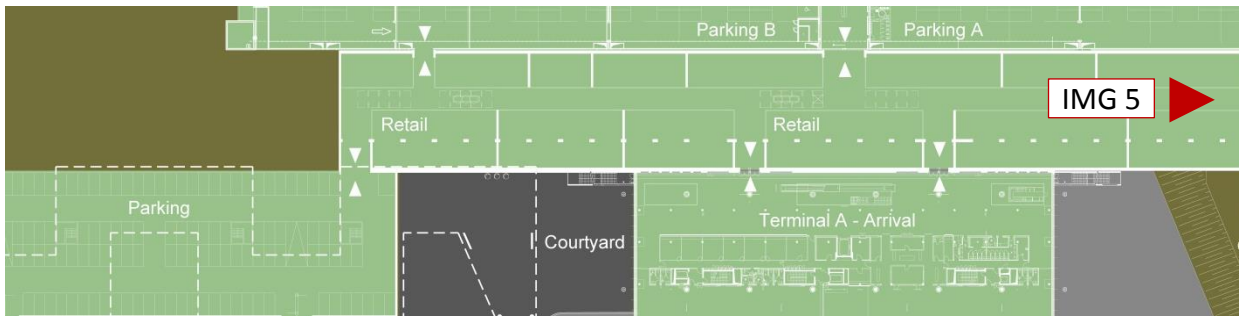 Parking B
Parking A
IMG 5
Retail
Retail
Parking
Terminal A - Arrival
Courtyard